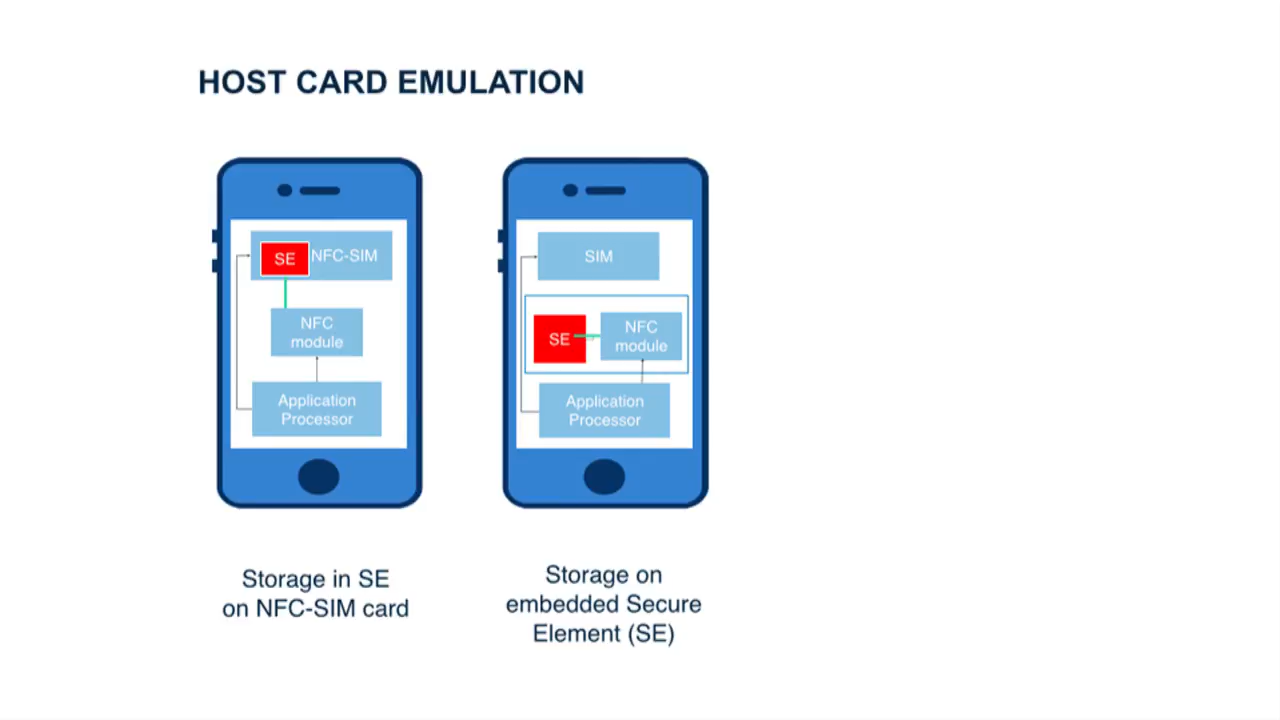 HOST CARD EMULATION
SE
NFC-SIM
NFC
module
Application
Processor
SIM
SE
NFC
module
Application
Processor
Storage in SE
on NFC-SIM card
Storage on
embedded Secure
Element (SE)